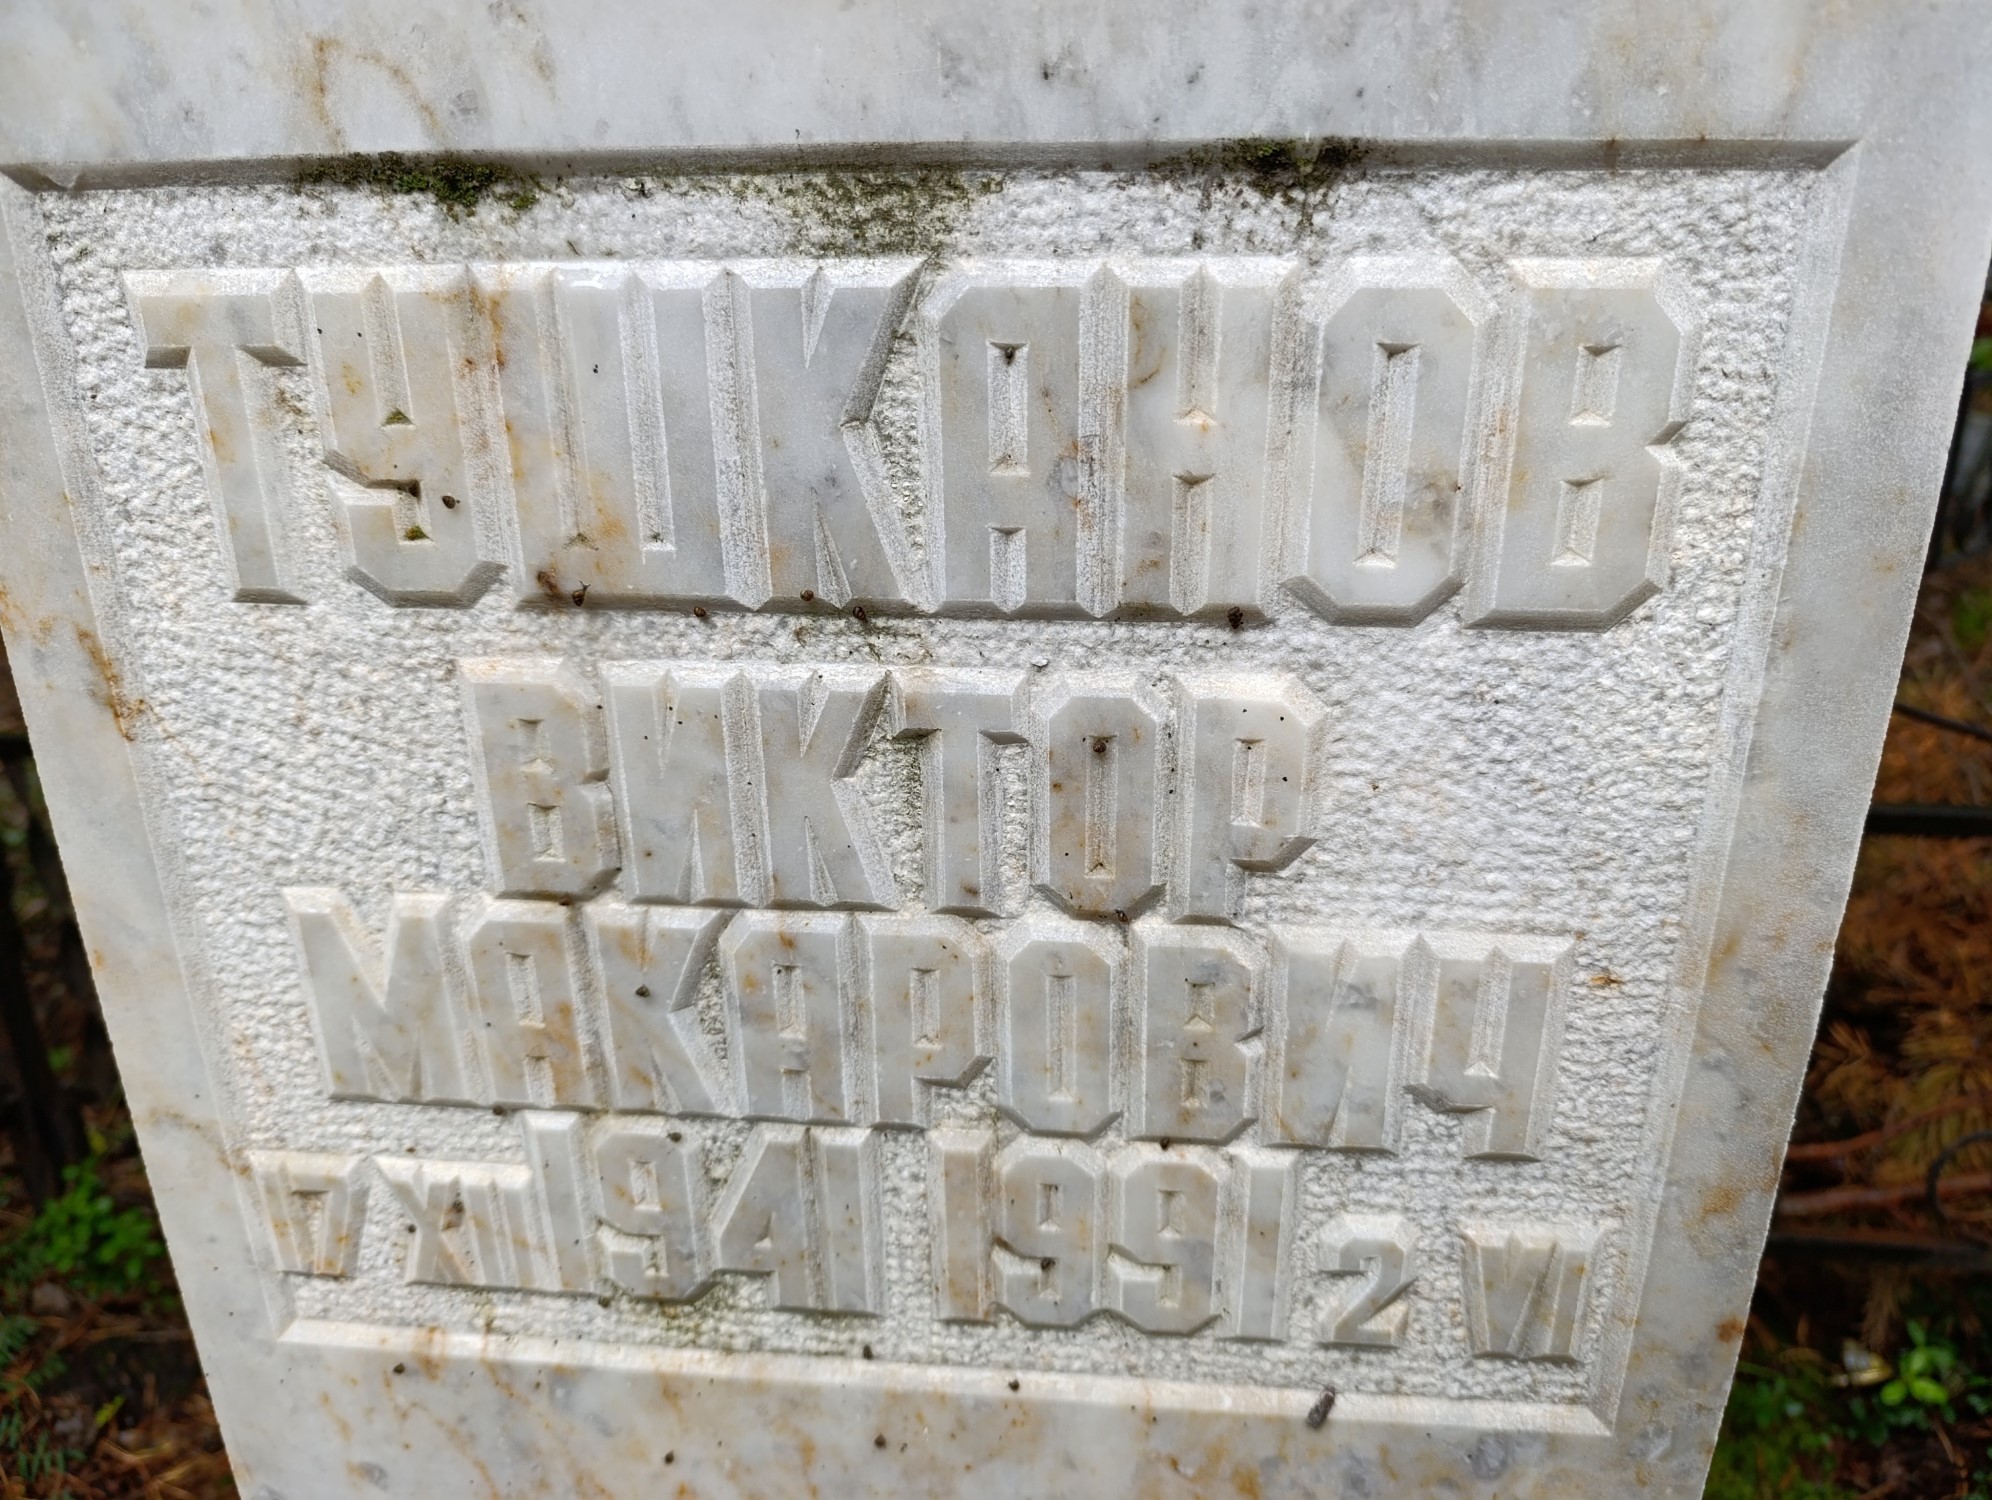 ТУШКАНОВ
ВИКТОР
МАКАРОВИЧ
17 XII 1941 1991 2 VI